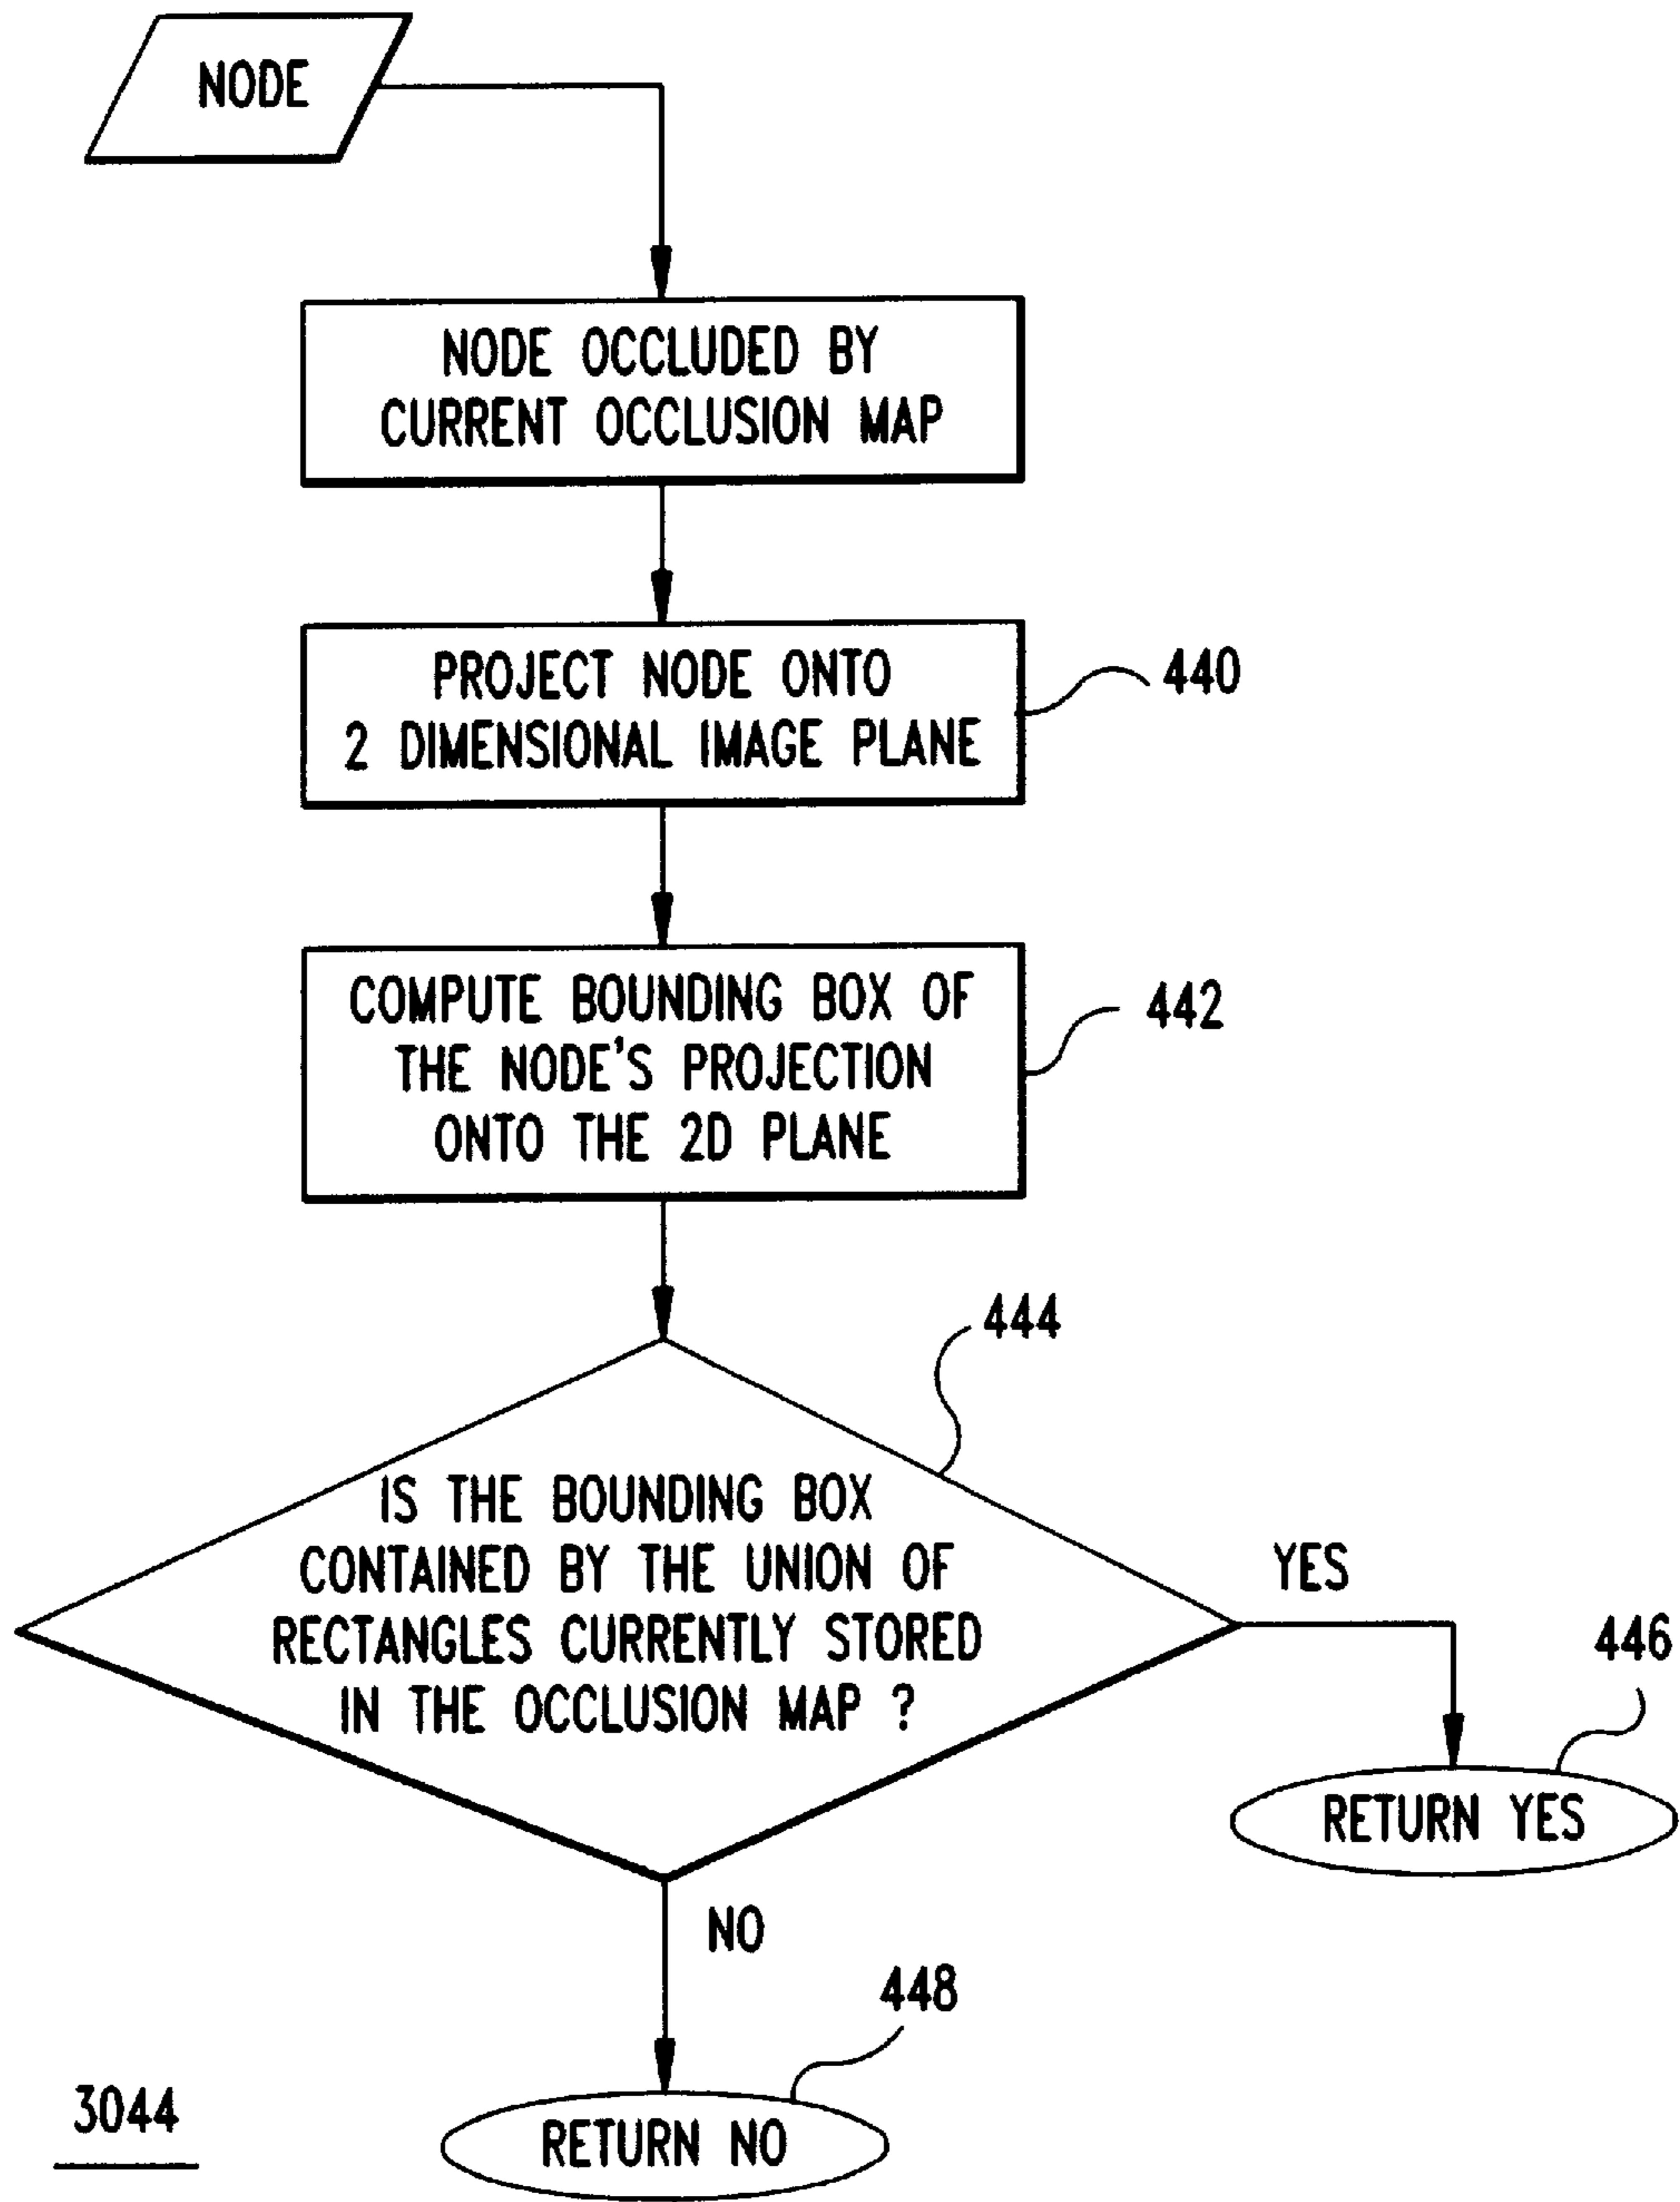 NODE
NODE OCCLUDED BY
CURRENT OCCLUSION MAP
PROJECT NODE ONTO
2 DIMENSIONAL IMAGE PLANE
440
COMPUTE BOUNDING BOX OF
THE NODE'S PROJECTION
ONTO THE 2D PLANE
442
444
IS THE BOUNDING BOX
CONTAINED BY THE UNION OF
RECTANGLES CURRENTLY STORED
IN THE OCCLUSION MAP ?
YES
446
RETURN YES
NO
448
RETURN NO
3044